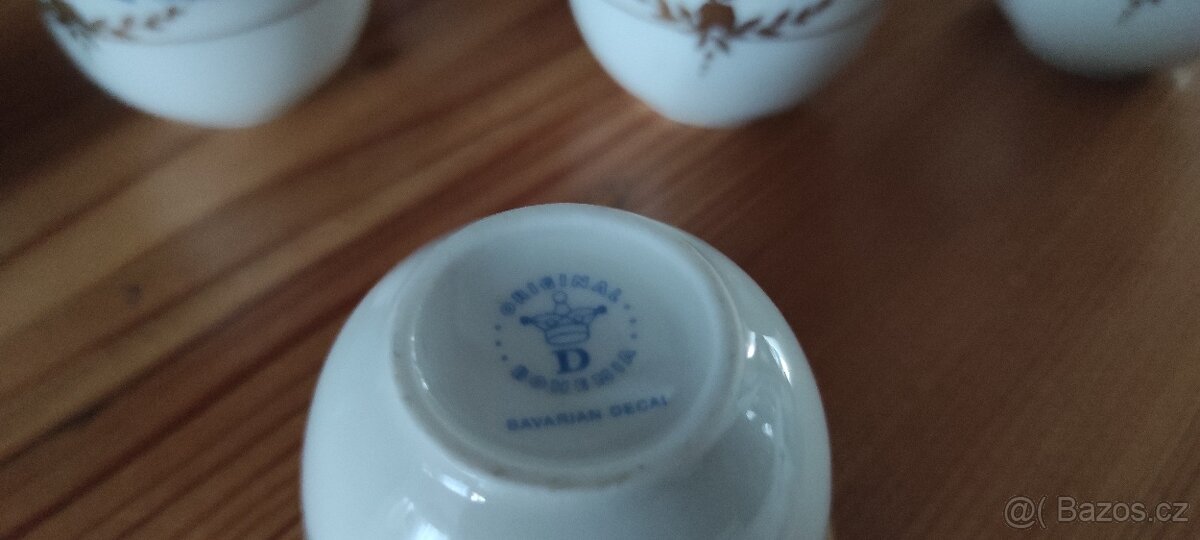 ORIGINAL
D
BOHEMIA
BAVARIAN DECAL
@( Bazos.cz